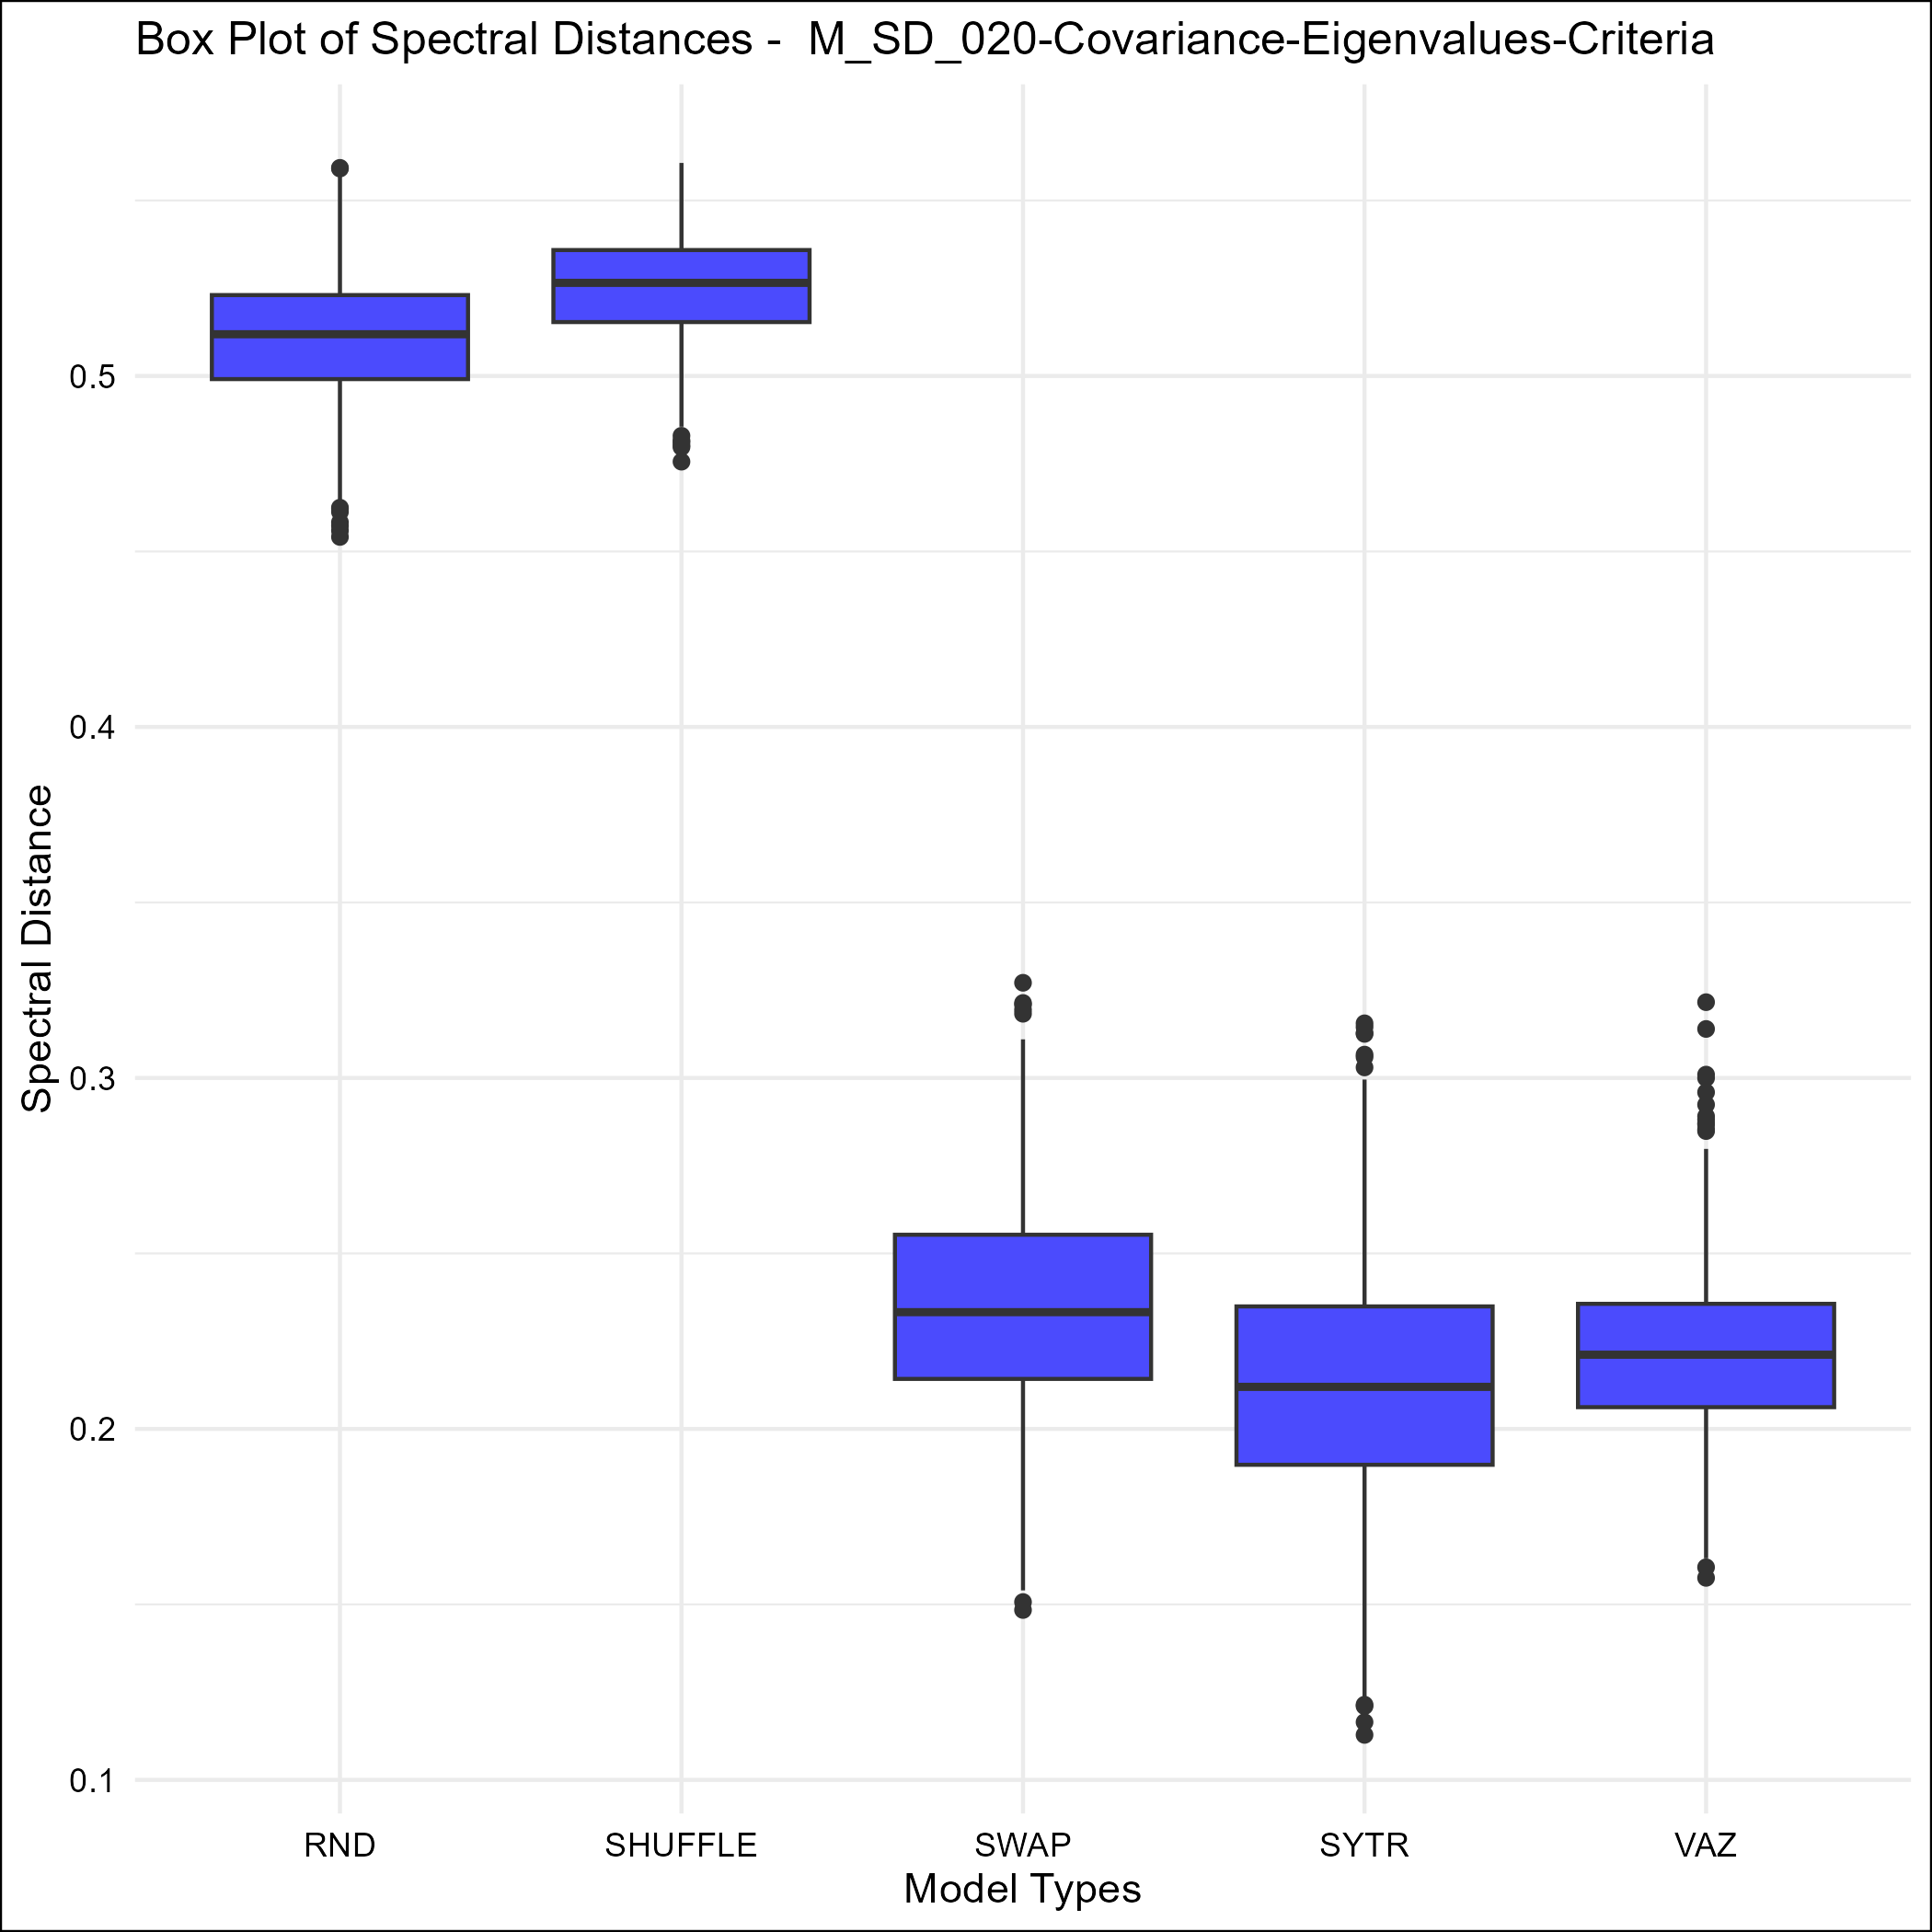 Box Plot of Spectral Distances -  M_SD_020-Covariance-Eigenvalues-Criteria
Spectral Distance
0.5
0.4
0.3
0.2
0.1
RND SHUFFLE SWAP SYTR VAZ
Model Types